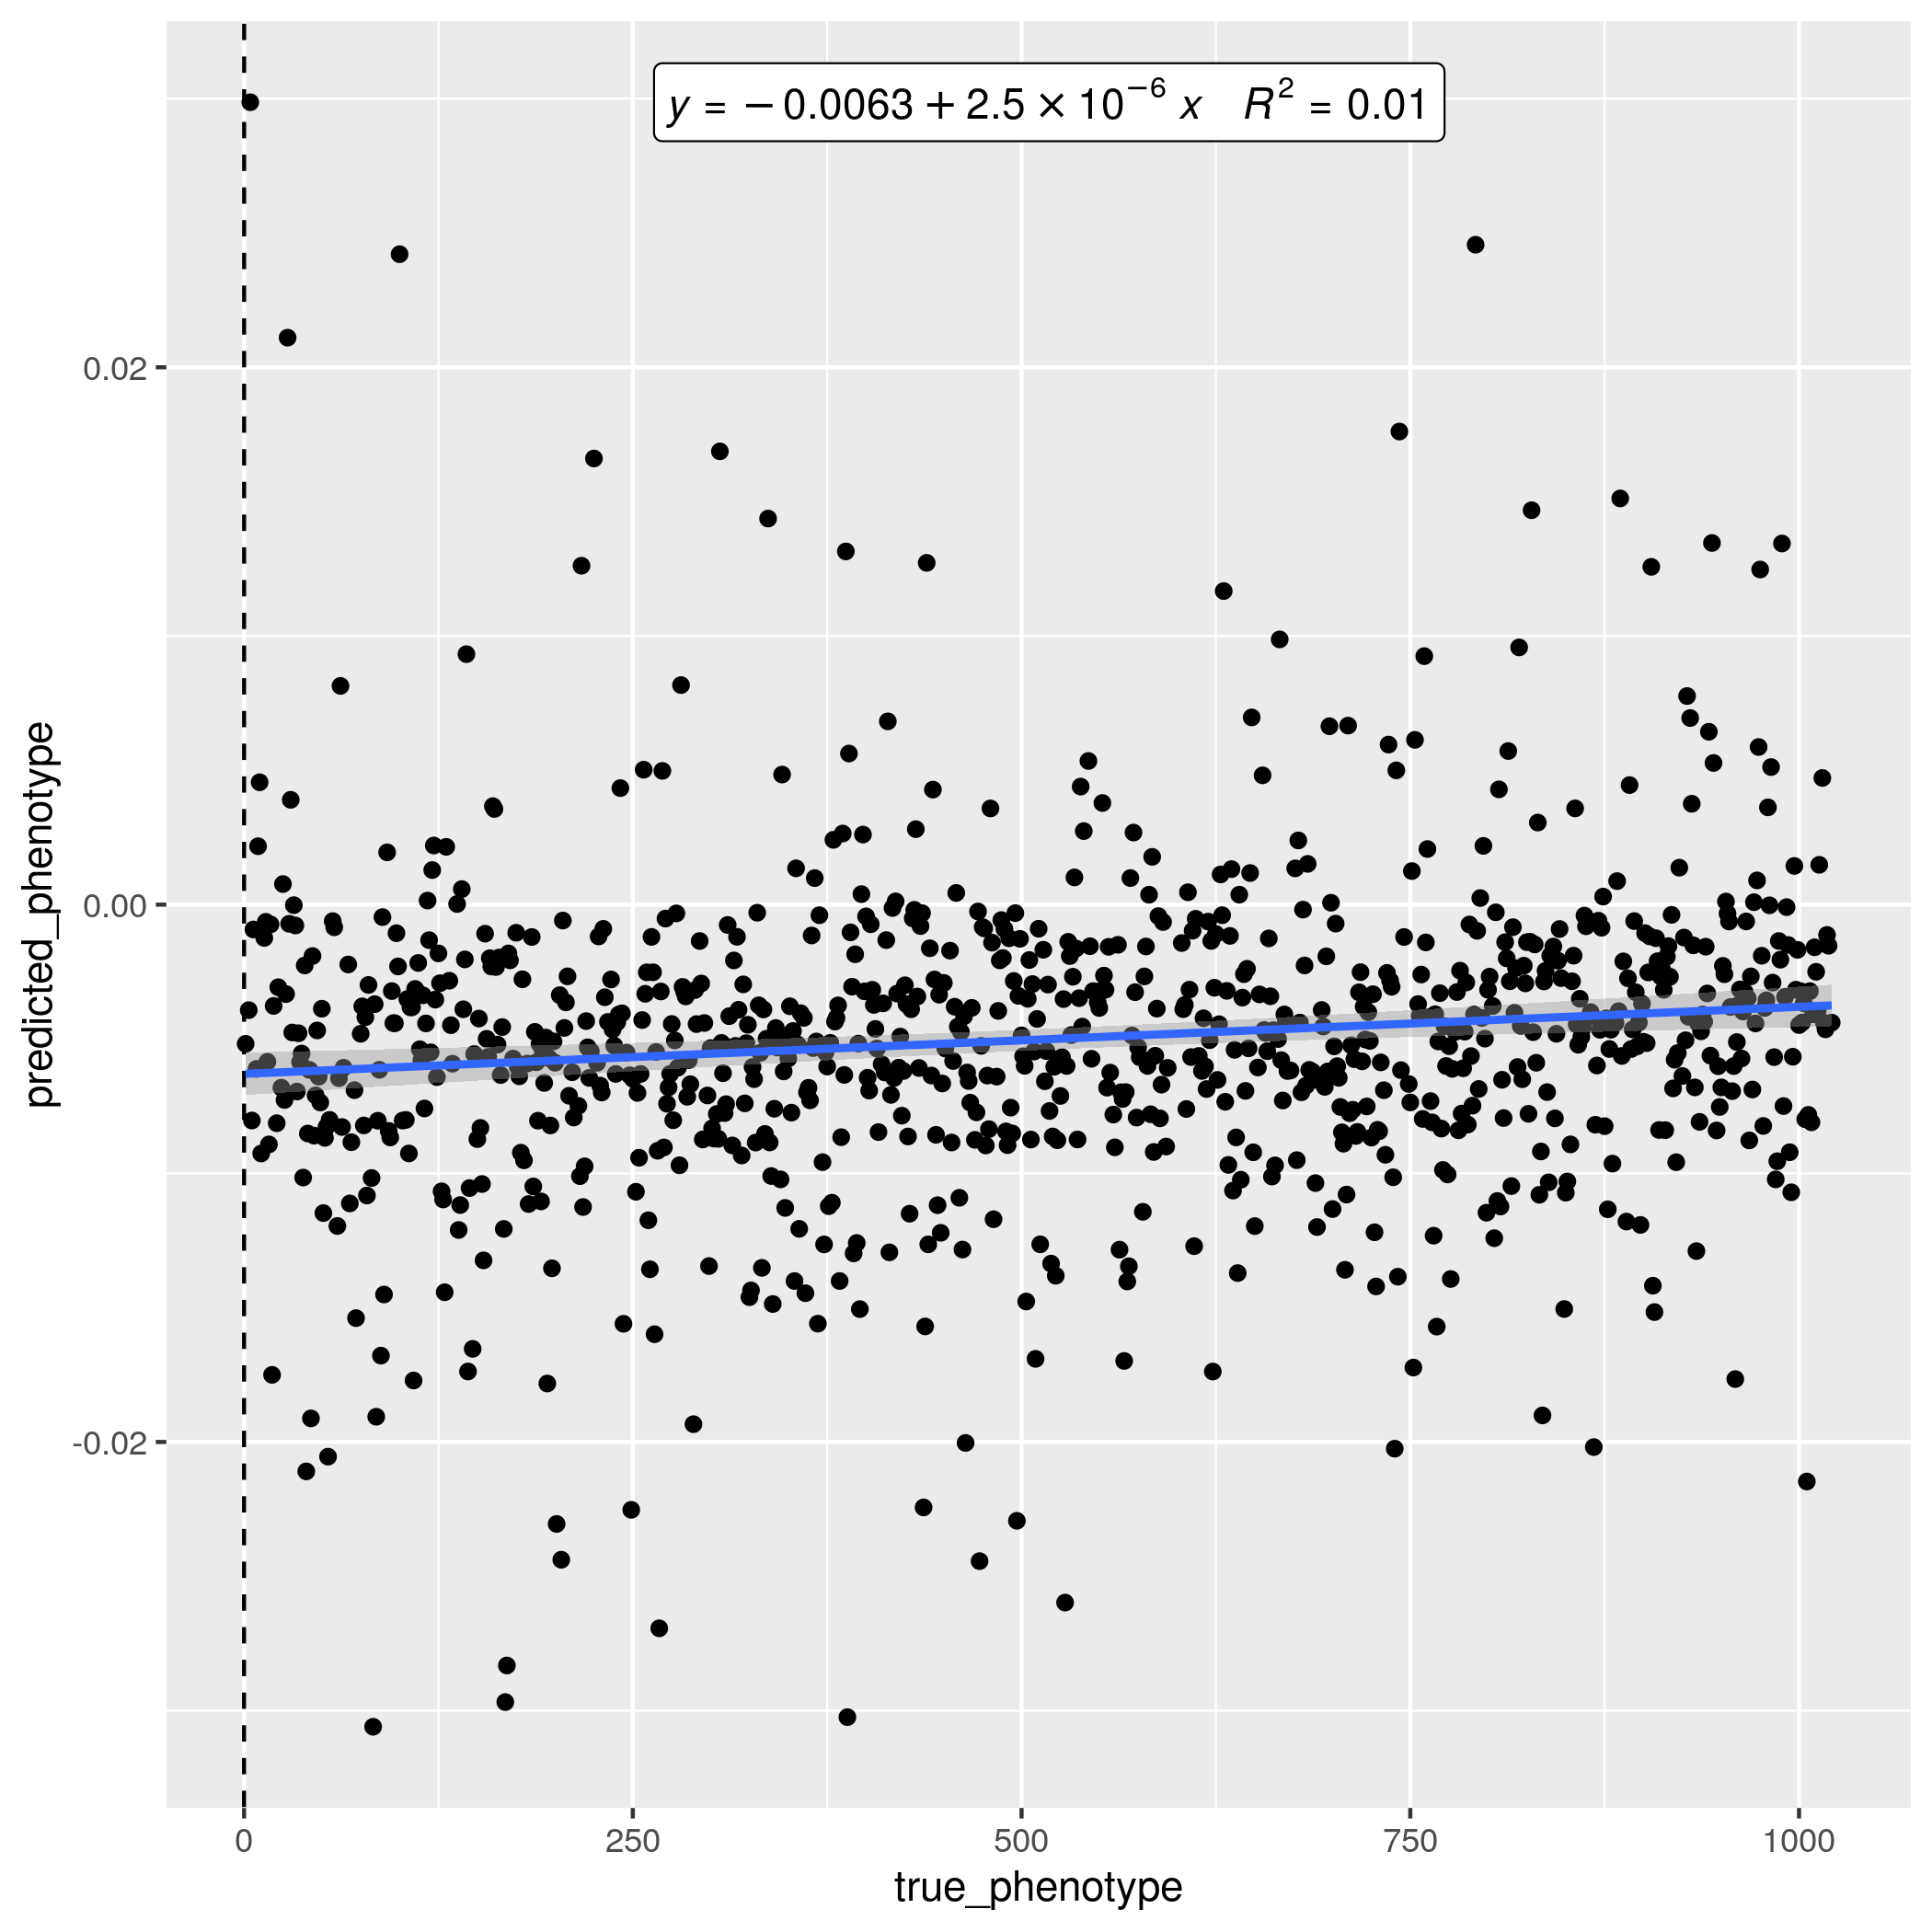 y = −0.0063 + 2.5 × 10⁻⁶ x R² = 0.01
0.02
0.00
-0.02
predicted_phenotype
0 250 500 750 1000
true_phenotype